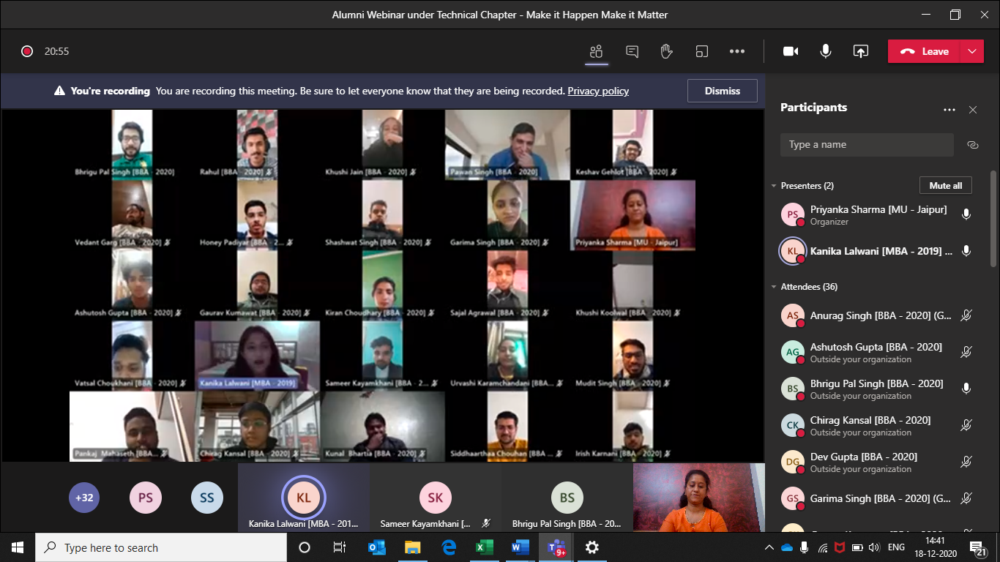 Alumni Webinar under Technical Chapter - Make it Happen Make it Matter
20:55
Leave
You're recording You are recording this meeting. Be sure to let everyone know that they are being recorded. Privacy policy
Dismiss
Bhrigu Pal Singh [BBA - 2020]
Rahul [BBA - 2020]
Khushi Jain [BBA - 2020]
Pawan Singh [BBA - 2020]
Keshav Gehlot [BBA - 2020]
Vedant Garg [BBA - 2020]
Honey Padiyar [BBA - 2...
Shashwat Singh [BBA - 2020]
Garima Singh [BBA - 2020]
Priyanka Sharma [MU - Jaipur]
Ashutosh Gupta [BBA - 2020]
Gaurav Kumawat [BBA - 2020]
Kiran Choudhary [BBA - 2020]
Sajal Agrawal [BBA - 2020]
Khushi Koolwal [BBA - 2020]
Vatsal Choukhani [BBA - 2020]
Kanika Lalwani [MBA - 2019]
Sameer Kayamkhani [BBA - 2...
Urvashi Karamchandani [BBA...
Mudit Singh [BBA - 2020]
Pankaj Mahaseth [BBA...
Chirag Kansal [BBA - 2020]
Kunal Bhartia [BBA - 2020]
Siddhaarthaa Chouhan [BBA ...
Irish Karnani [BBA - 2020]
+32
PS
SS
KL
Kanika Lalwani [MBA - 201...
SK
Sameer Kayamkhani [...
BS
Bhrigu Pal Singh [BBA - 20...
Participants
Type a name
Presenters (2)
Mute all
PS
Priyanka Sharma [MU - Jaipur]
Organizer
KL
Kanika Lalwani [MBA - 2019] ...
Attendees (36)
AS
Anurag Singh [BBA - 2020] (G...
AG
Ashutosh Gupta [BBA - 2020]
Outside your organization
BS
Bhrigu Pal Singh [BBA - 2020]
Outside your organization
CK
Chirag Kansal [BBA - 2020]
Outside your organization
DG
Dev Gupta [BBA - 2020]
Outside your organization
GS
Garima Singh [BBA - 2020] (G...
Type here to search
9+
ENG
14:41
18-12-2020
21